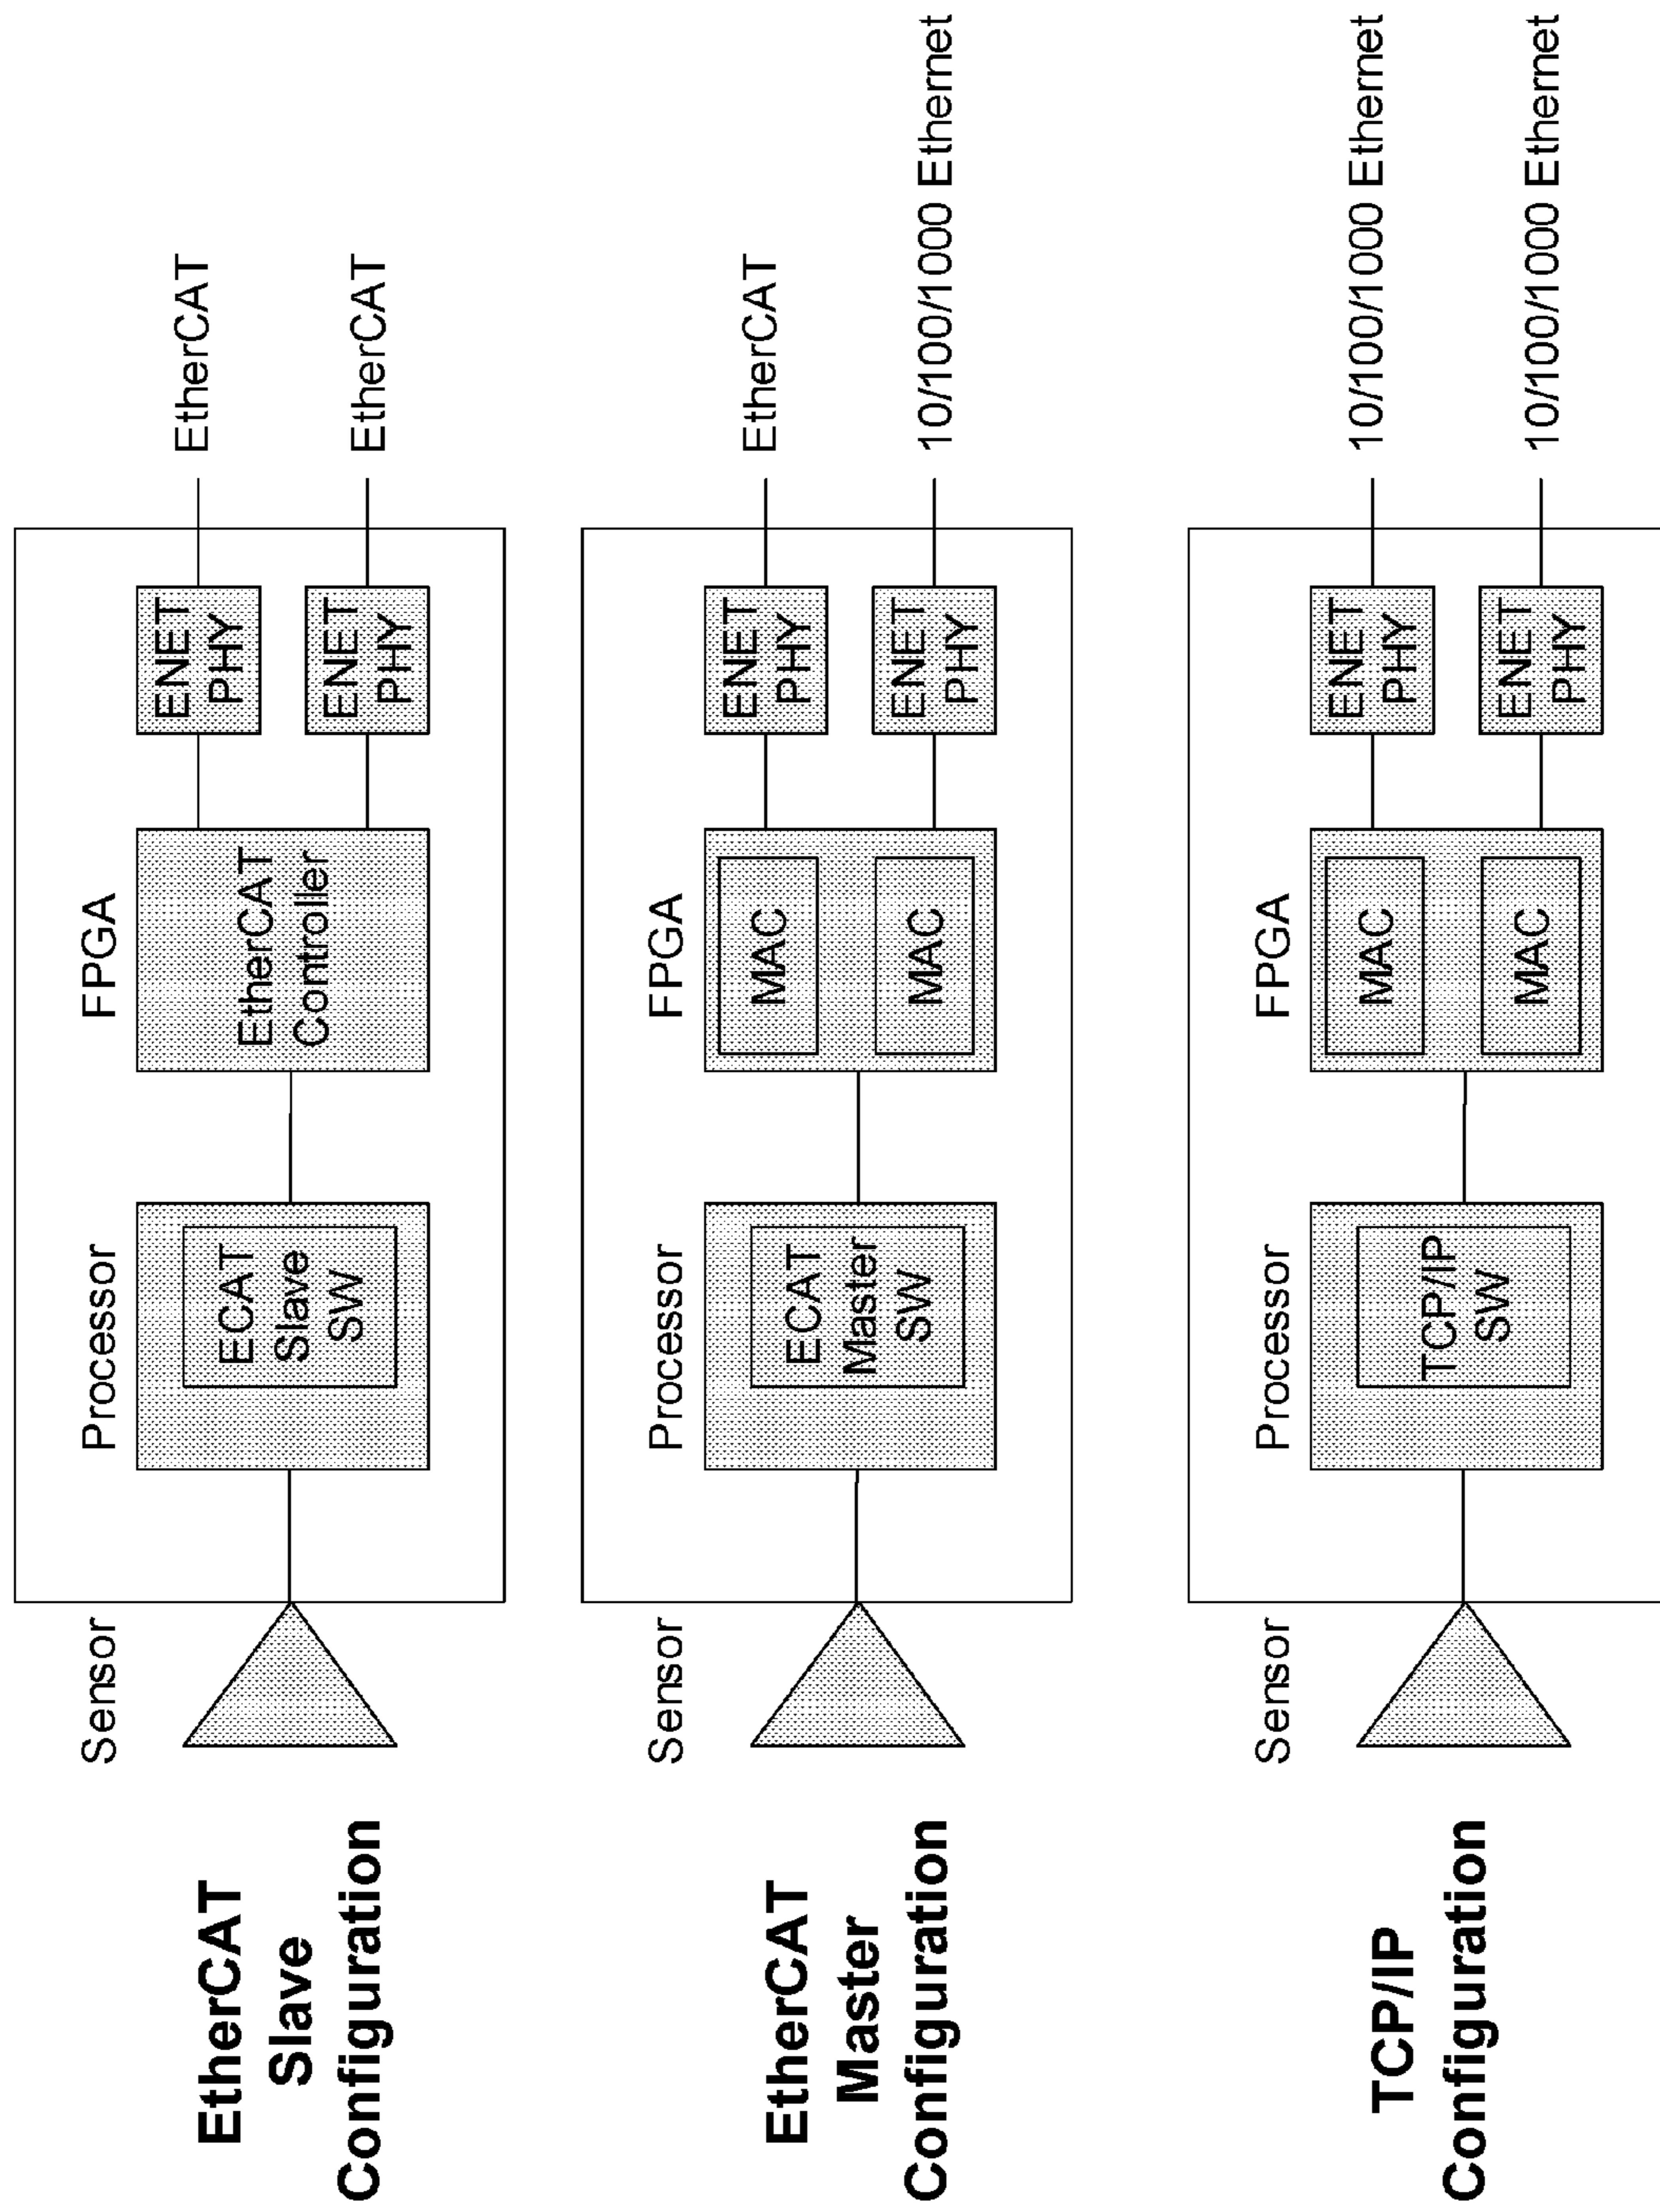 EtherCAT
Slave
Configuration
Sensor
Processor
ECAT
Slave
SW
FPGA
EtherCAT
Controller
ENET
PHY
ENET
PHY
EtherCAT
EtherCAT
EtherCAT
Master
Configuration
Sensor
Processor
ECAT
Master
SW
FPGA
MAC
MAC
ENET
PHY
ENET
PHY
EtherCAT
10/100/1000 Ethernet
TCP/IP
Configuration
Sensor
Processor
TCP/IP
SW
FPGA
MAC
MAC
ENET
PHY
ENET
PHY
10/100/1000 Ethernet
10/100/1000 Ethernet